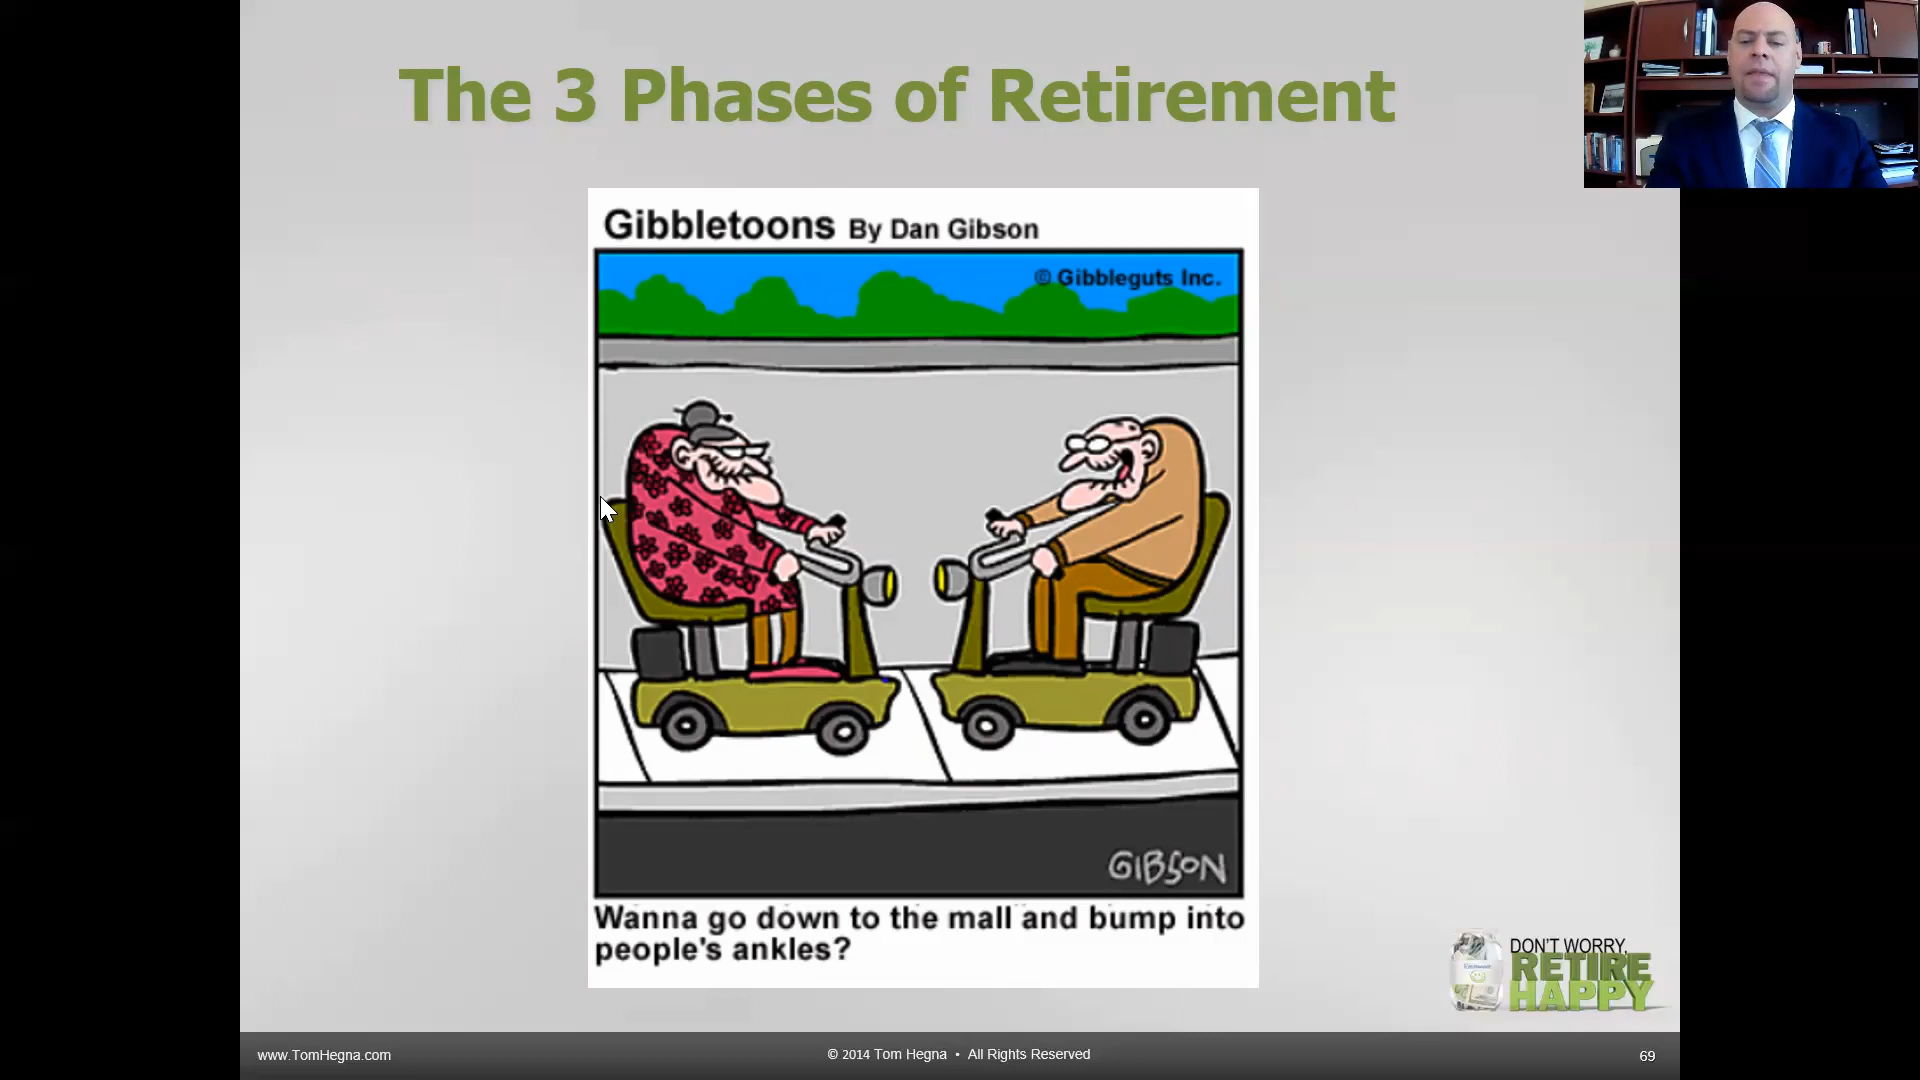 The 3 Phases of Retirement
Gibbletoons By Dan Gibson
© Gibbleguts Inc.
GIBSON
Wanna go down to the mall and bump into
people's ankles?
DON'T WORRY,
RETIRE
HAPPY
www.TomHegna.com
© 2014 Tom Hegna • All Rights Reserved
69